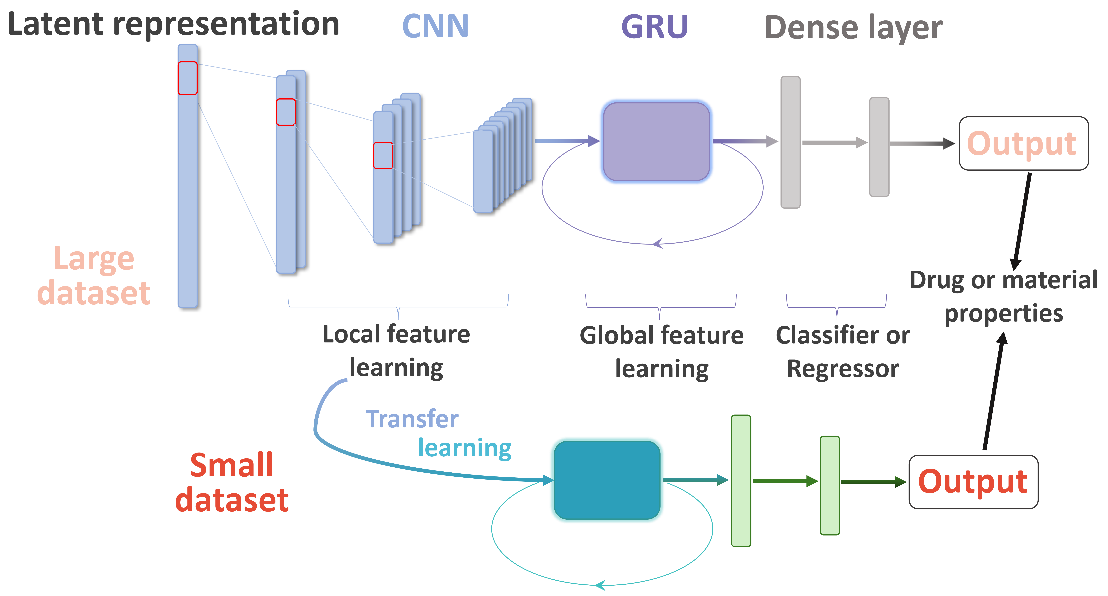 Latent representation
CNN
GRU
Dense layer
Output
Large
dataset
Drug or material
properties
Local feature
learning
Global feature
learning
Classifier or
Regressor
Transfer
learning
Small
dataset
Output